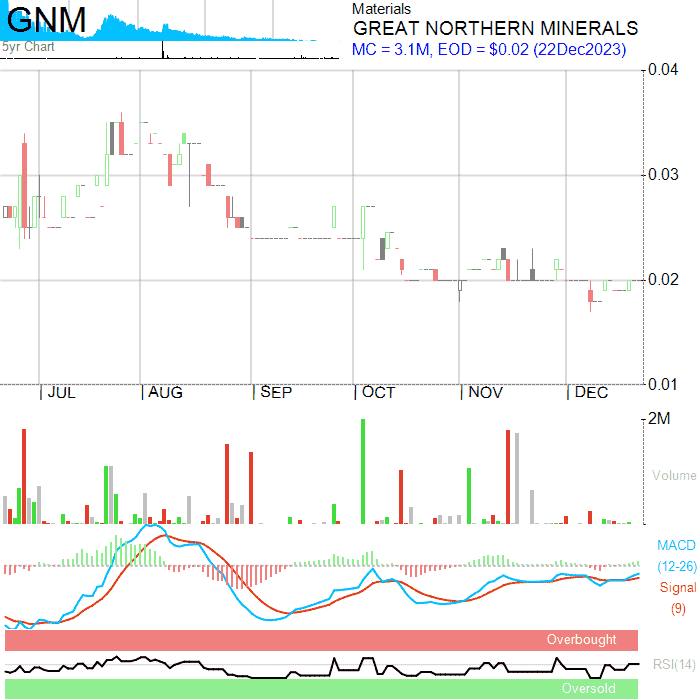 GNM
5yr Chart
Materials
GREAT NORTHERN MINERALS
MC = 3.1M, EOD = $0.02 (22Dec2023)
0.04
0.03
0.02
0.01
JUL AUG SEP OCT NOV DEC
2M
Volume
MACD
(12-26)
Signal
(9)
Overbought
RSI(14)
Oversold